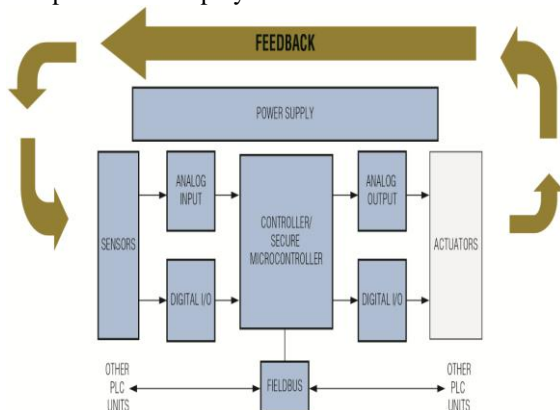 FEEDBACK
POWER SUPPLY
SENSORS
ANALOG
INPUT
DIGITAL I/O
CONTROLLER/
SECURE
MICROCONTROLLER
ANALOG
OUTPUT
DIGITAL I/O
ACTUATORS
OTHER
PLC
UNITS
FIELDBUS
OTHER
PLC
UNITS